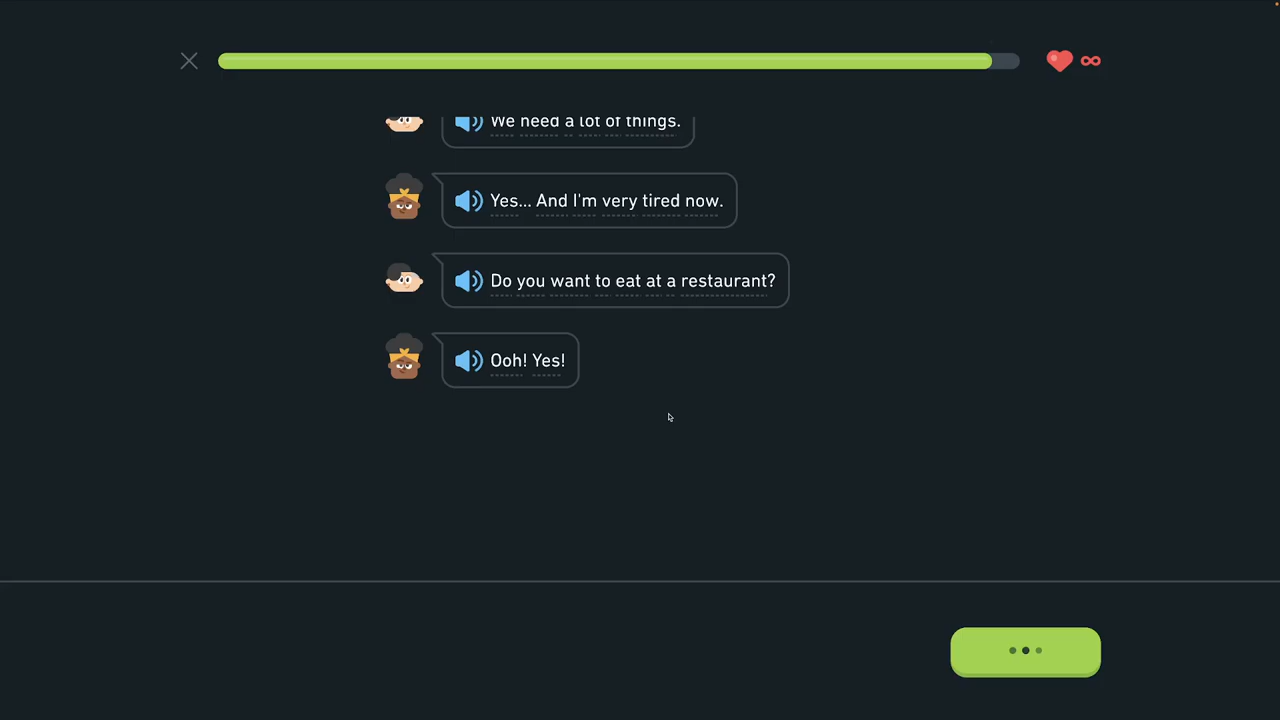 We need a lot of things.
Yes... And I'm very tired now.
Do you want to eat at a restaurant?
Ooh! Yes!